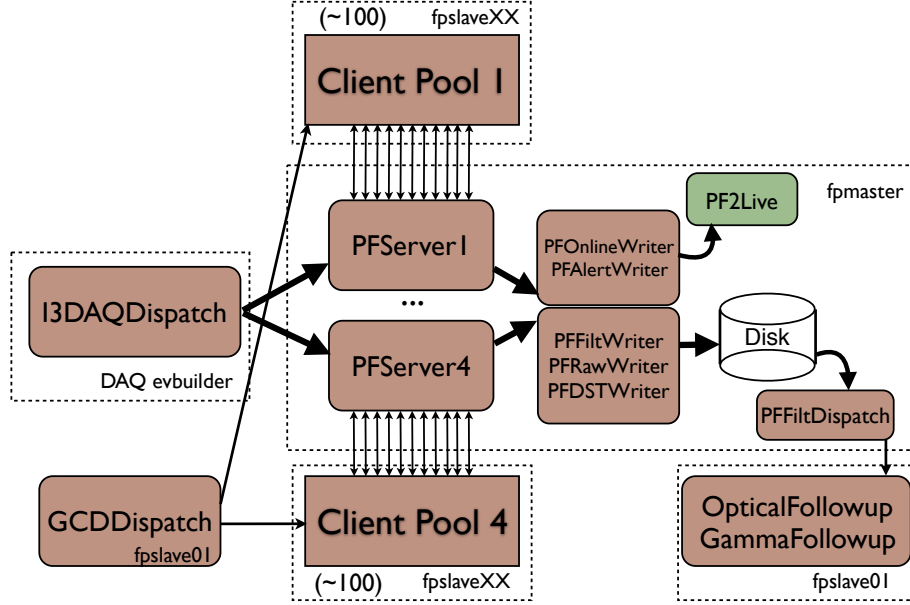 (~100)
fpslaveXX
Client Pool 1
fpmaster
PF2Live
PFServer1
PFOnlineWriter
PFAlertWriter
I3DAQDispatch
...
DAQ evbuilder
PFServer4
PFFiltWriter
PFRawWriter
PFDSTWriter
Disk
PFFiltDispatch
GCDDispatch
fpslave01
Client Pool 4
(~100)
fpslaveXX
OpticalFollowup
GammaFollowup
fpslave01